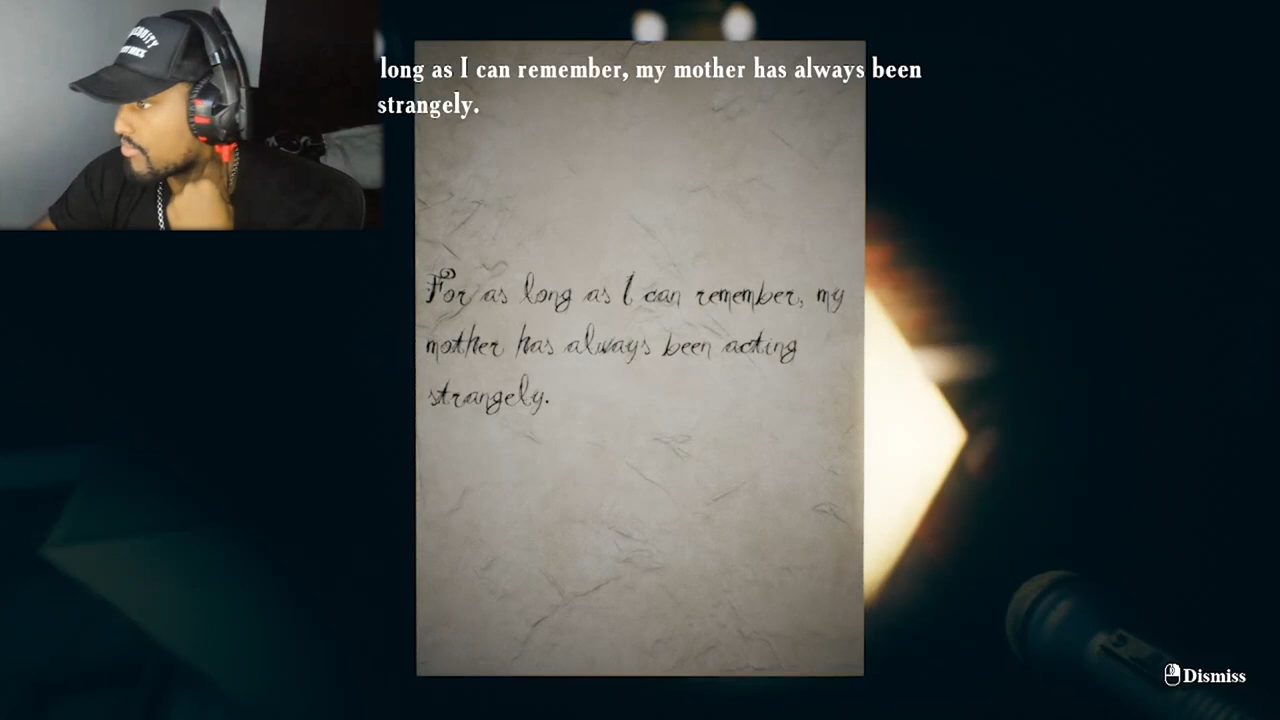 long as I can remember, my mother has always been
strangely.
For as long as I can remember, my
mother has always been acting
strangely.
Dismiss